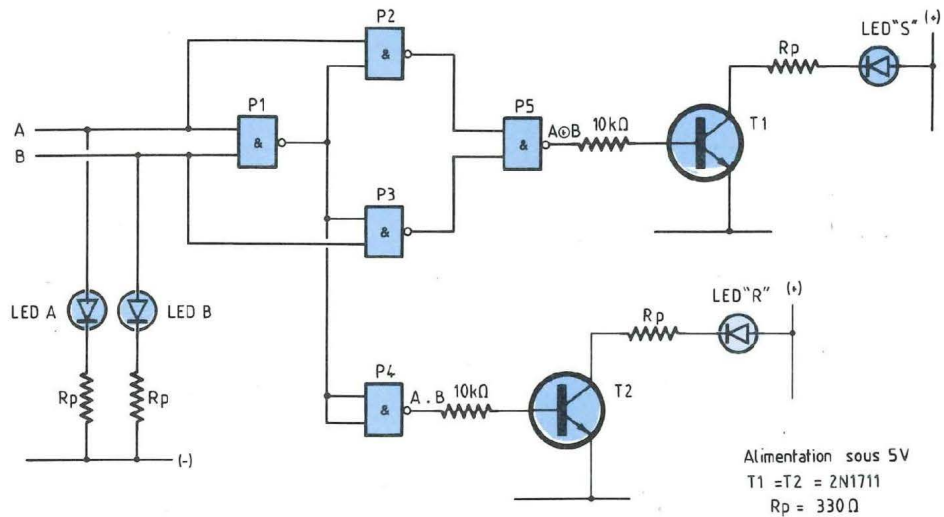 P2
LED "S"
(+)
&
Rp
P1
P5
A
&
&
A⊕B
10kΩ
T1
B
P3
&
LED A
LED B
LED "R"
(+)
Rp
P4
Rp
Rp
&
A . B
10kΩ
T2
(-)
Alimentation sous 5V
T1 = T2 = 2N1711
Rp = 330Ω